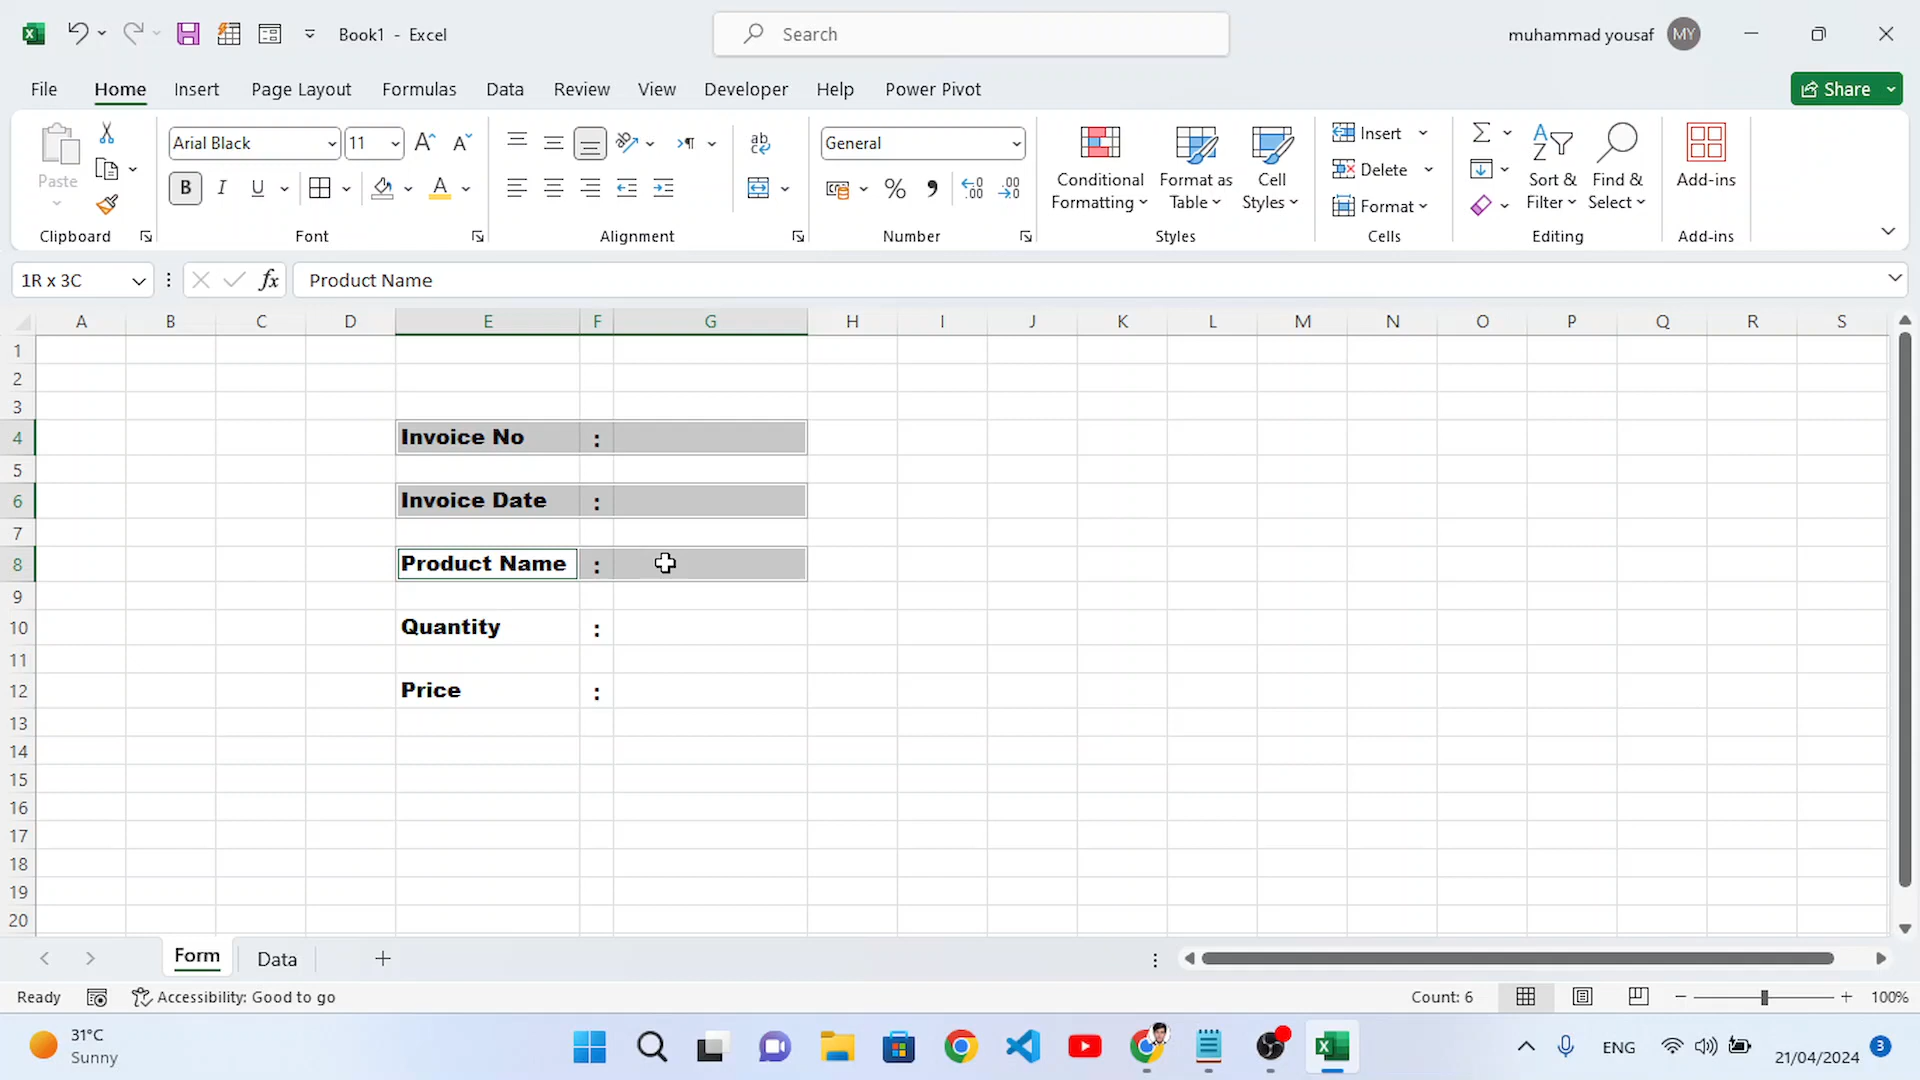 Book1 - Excel
Search
muhammad yousaf
MY
File Home Insert Page Layout Formulas Data Review View Developer Help Power Pivot
Share
Paste
Clipboard
Arial Black 11
B I U A
Font
ab
Alignment
General
% 9
Number
Conditional Formatting
Format as Table
Cell Styles
Styles
Insert
Delete
Format
Cells
Sort & Filter
Find & Select
Editing
Add-ins
Add-ins
1R x 3C
fx
Product Name
A B C D E F G H I J K L M N O P Q R S
1
2
3
4 Invoice No :
5
6 Invoice Date :
7
8 Product Name :
9
10 Quantity :
11
12 Price :
13
14
15
16
17
18
19
20
Form Data +
Ready
Accessibility: Good to go
Count: 6
100%
31°C
Sunny
ENG
21/04/2024
3